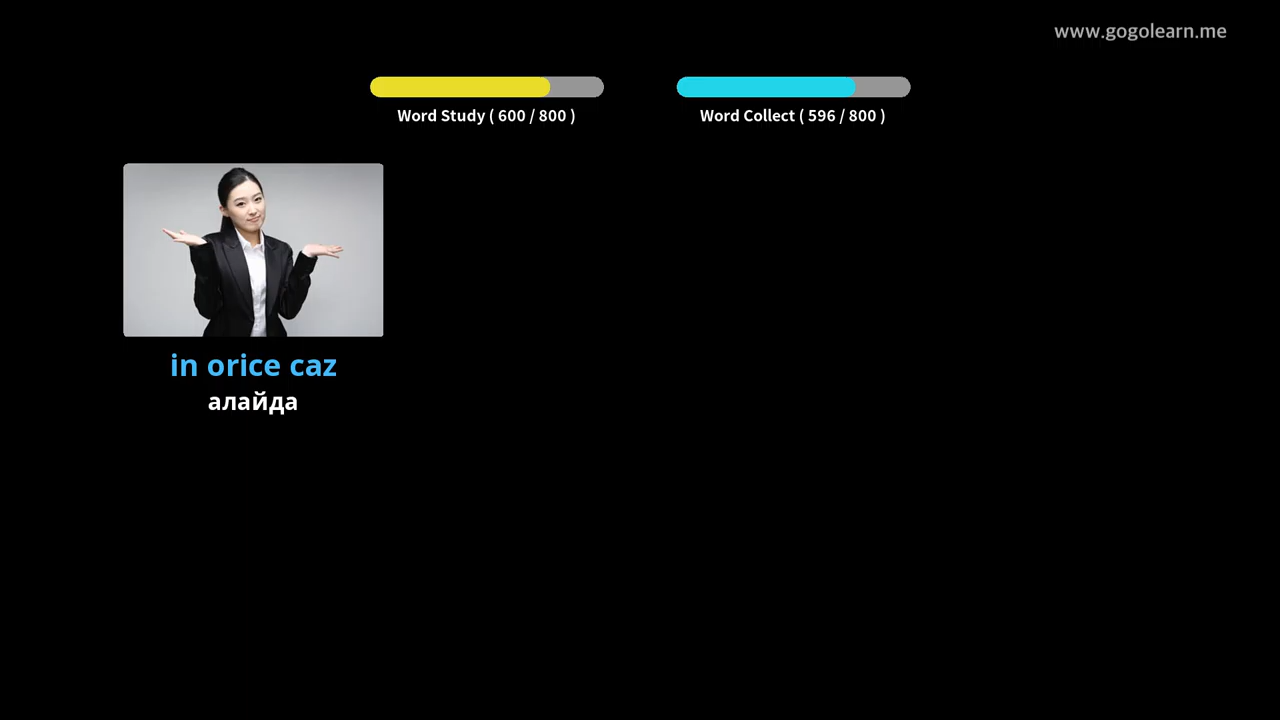 www.gogolearn.me
Word Study ( 600 / 800 )
Word Collect ( 596 / 800 )
in orice caz
алайда